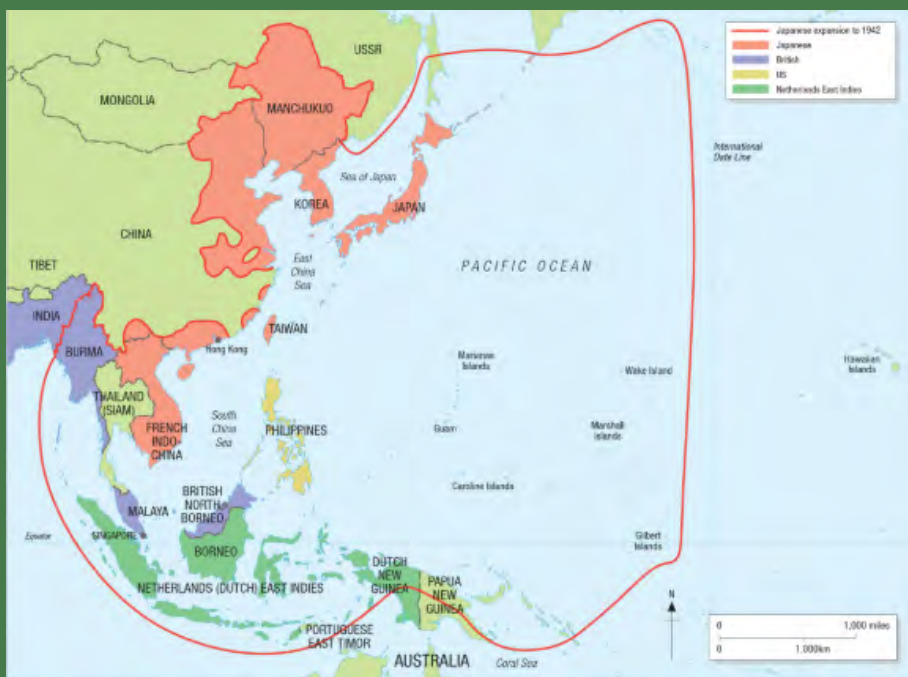 Japanese expansion to 1942
Japanese
British
US
Netherlands East Indies
USSR
MONGOLIA
MANCHUKUO
International
Date Line
Sea of Japan
KOREA
JAPAN
CHINA
East
China
Sea
PACIFIC OCEAN
TIBET
INDIA
BURMA
Hong Kong
TAIWAN
Marianas
Islands
Wake Island
Hawaiian
Islands
THAILAND
(SIAM)
South
China
Sea
PHILIPPINES
Guam
Marshall
Islands
FRENCH
INDO-
CHINA
Caroline Islands
MALAYA
BRITISH
NORTH
BORNEO
Equator
SINGAPORE
BORNEO
Gilbert
Islands
DUTCH
NEW
GUINEA
PAPUA
NEW
GUINEA
NETHERLANDS (DUTCH) EAST INDIES
N
PORTUGUESE
EAST TIMOR
AUSTRALIA
Coral Sea
0
1,000 miles
0
1,000km